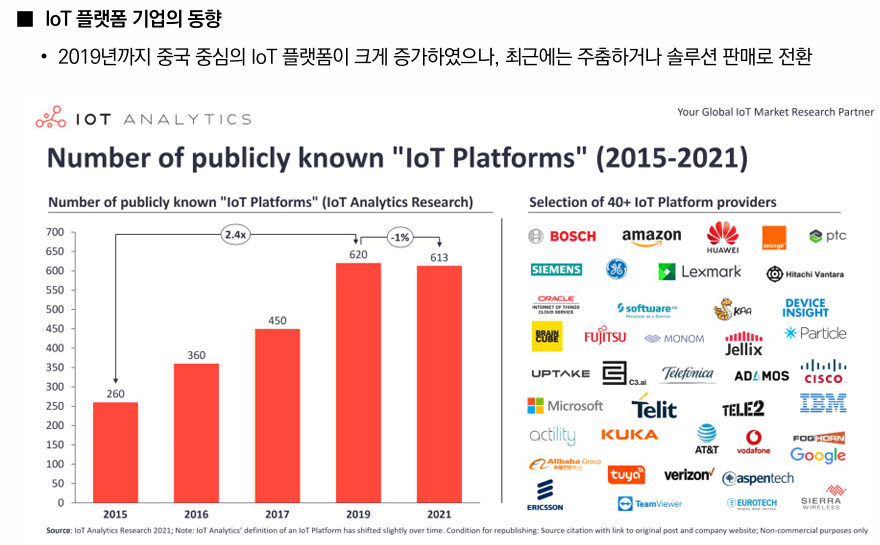 ■ IoT 플랫폼 기업의 동향
• 2019년까지 중국 중심의 IoT 플랫폼이 크게 증가하였으나, 최근에는 주춤하거나 솔루션 판매로 전환
IOT ANALYTICS
Your Global IoT Market Research Partner
Number of publicly known "IoT Platforms" (2015-2021)
Number of publicly known "IoT Platforms" (IoT Analytics Research)
700
650
600
550
500
450
400
350
300
250
200
150
100
50
0
2.4x
-1%
260
360
450
620
613
2015 2016 2017 2019 2021
Selection of 40+ IoT Platform providers
BOSCH amazon HUAWEI orange ptc
SIEMENS GE Lexmark Hitachi Vantara
ORACLE INTERNET OF THINGS CLOUD SERVICE software AG Freedom as a Service KAA DEVICE INSIGHT
BRAIN CUBE FUJITSU MONOM Jellix Particle
UPTAKE C3.ai Telefonica ADAMOS CISCO
Microsoft Telit TELE2 IBM
actility KUKA AT&T vodafone FOGHORN
Google
Alibaba Group tuya verizon aspentech
ERICSSON TeamViewer EUROTECH SIERRA WIRELESS
Source: IoT Analytics Research 2021; Note: IoT Analytics' definition of an IoT Platform has shifted slightly over time. Condition for republishing: Source citation with link to original post and company website; Non-commercial purposes only